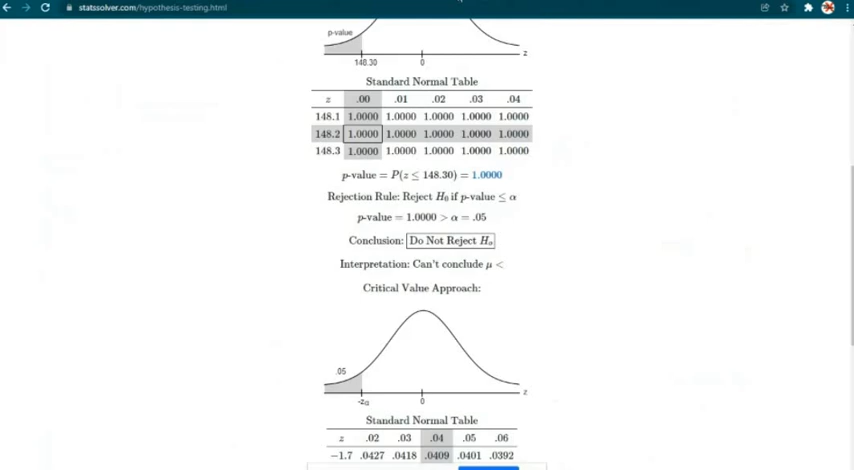 statssolver.com/hypothesis-testing.html
p-value
148.30 0 z
Standard Normal Table
z .00 .01 .02 .03 .04
148.1 1.0000 1.0000 1.0000 1.0000 1.0000
148.2 1.0000 1.0000 1.0000 1.0000 1.0000
148.3 1.0000 1.0000 1.0000 1.0000 1.0000
p-value = P(z ≤ 148.30) = 1.0000
Rejection Rule: Reject H₀ if p-value ≤ α
p-value = 1.0000 > α = .05
Conclusion: Do Not Reject Hₒ
Interpretation: Can't conclude μ <
Critical Value Approach:
.05
-zα 0 z
Standard Normal Table
z .02 .03 .04 .05 .06
−1.7 .0427 .0418 .0409 .0401 .0392